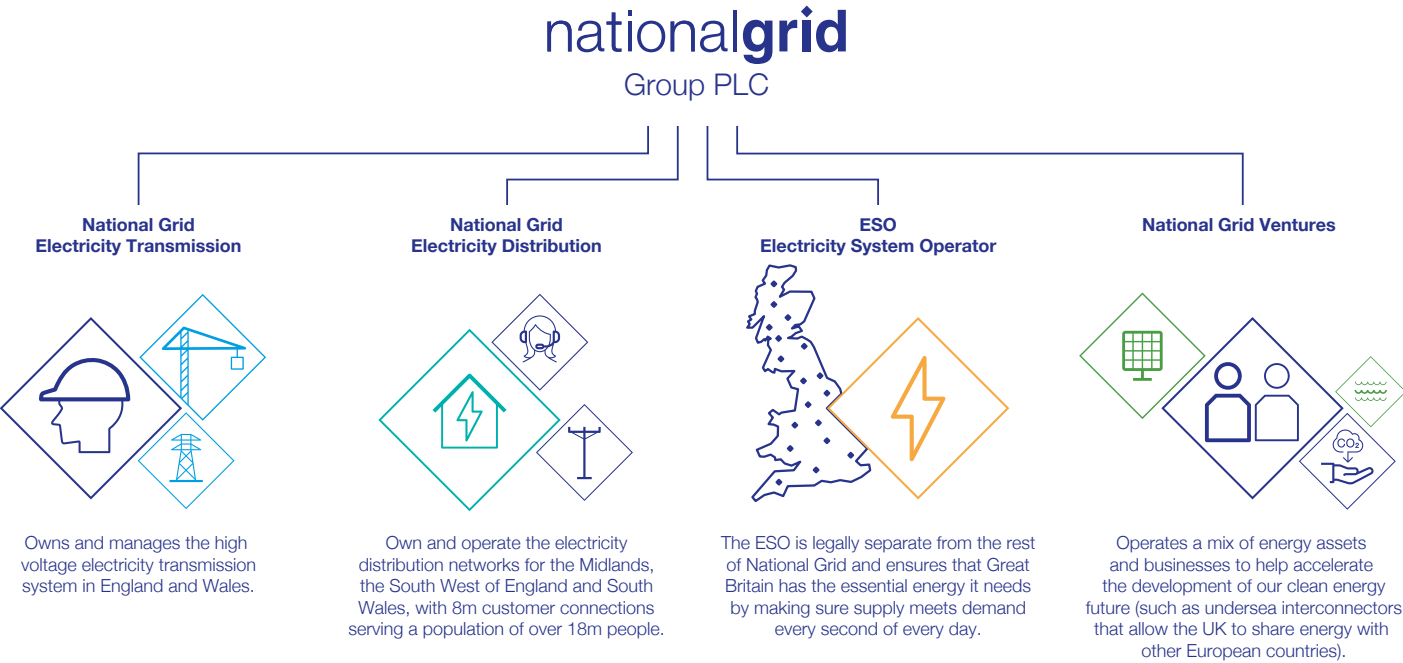 nationalgrid
Group PLC
National Grid
Electricity Transmission
Owns and manages the high
voltage electricity transmission
system in England and Wales.
National Grid
Electricity Distribution
Own and operate the electricity
distribution networks for the Midlands,
the South West of England and South
Wales, with 8m customer connections
serving a population of over 18m people.
ESO
Electricity System Operator
The ESO is legally separate from the rest
of National Grid and ensures that Great
Britain has the essential energy it needs
by making sure supply meets demand
every second of every day.
National Grid Ventures
CO₂
Operates a mix of energy assets
and businesses to help accelerate
the development of our clean energy
future (such as undersea interconnectors
that allow the UK to share energy with
other European countries).